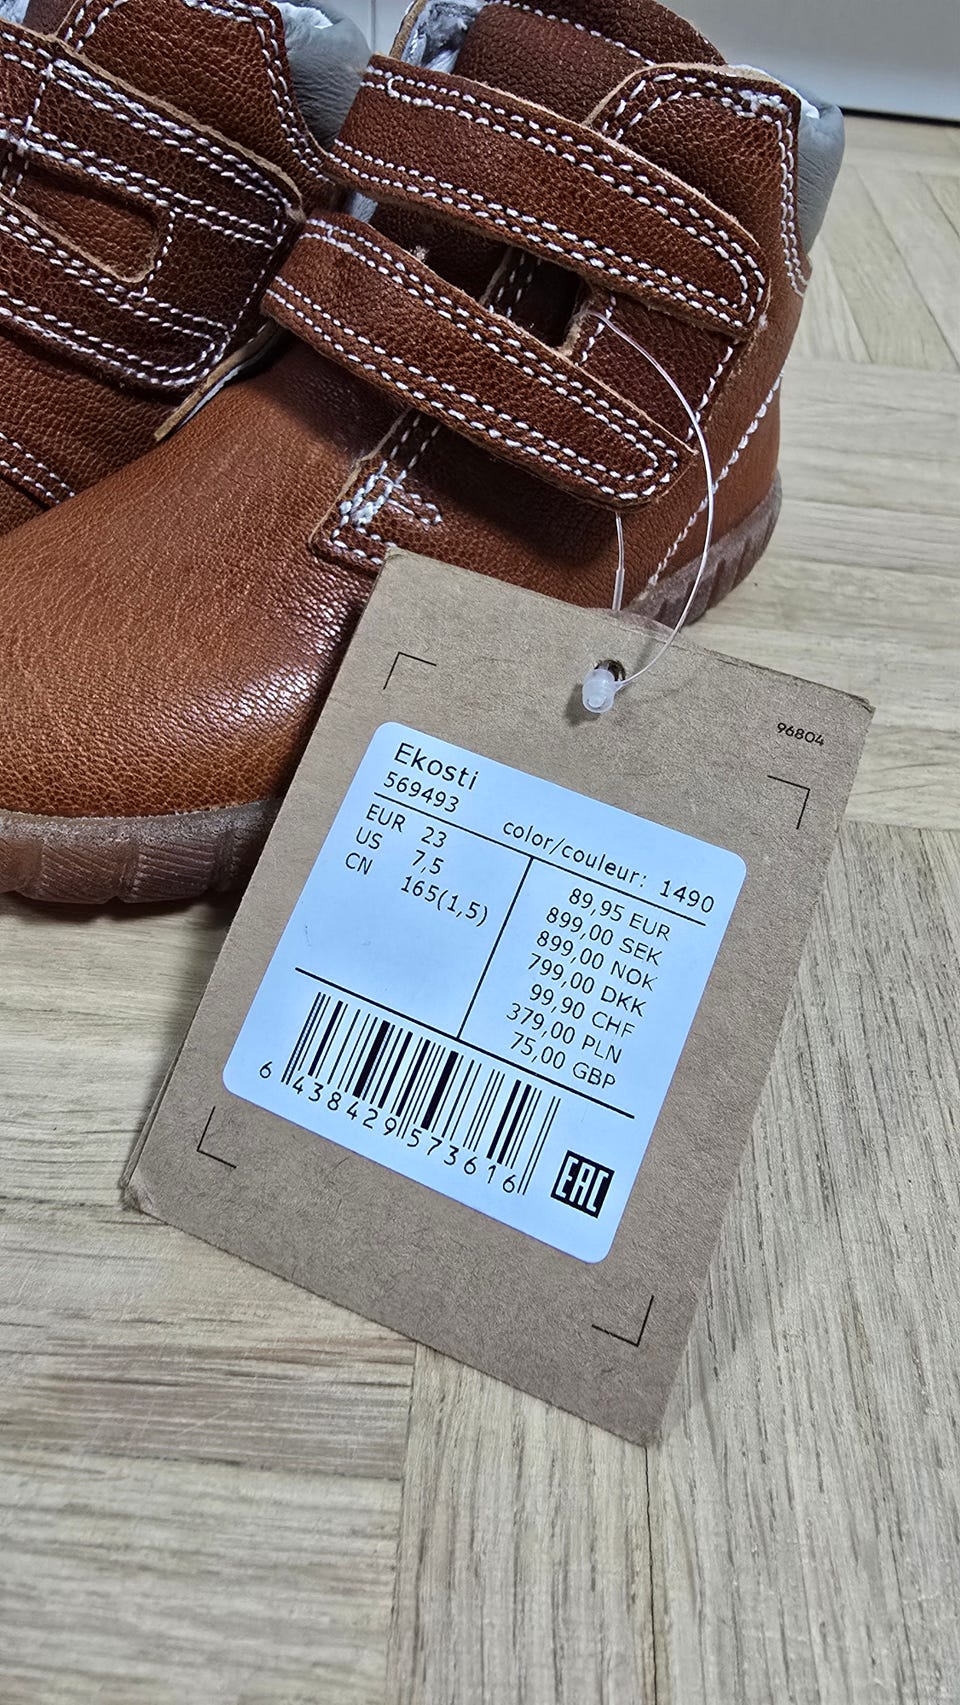 96804
Ekosti
569493
color/couleur: 1490
EUR 23
US 7,5
CN 165(1,5)
89,95 EUR
899,00 SEK
899,00 NOK
799,00 DKK
99,90 CHF
379,00 PLN
75,00 GBP
6 438429 573616
EAC